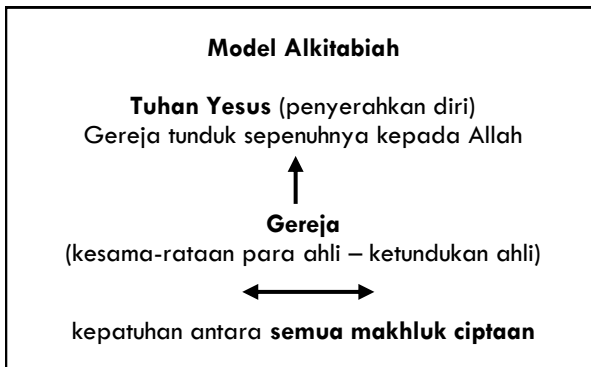 Model Alkitabiah
Tuhan Yesus (penyerahkan diri)
Gereja tunduk sepenuhnya kepada Allah
Gereja
(kesama-rataan para ahli – ketundukan ahli)
kepatuhan antara semua makhluk ciptaan